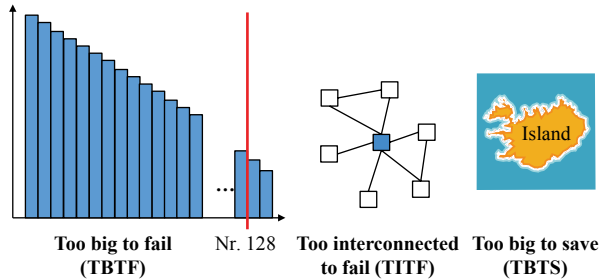 Island
...
Too big to fail
(TBTF)
Nr. 128
Too interconnected
to fail (TITF)
Too big to save
(TBTS)